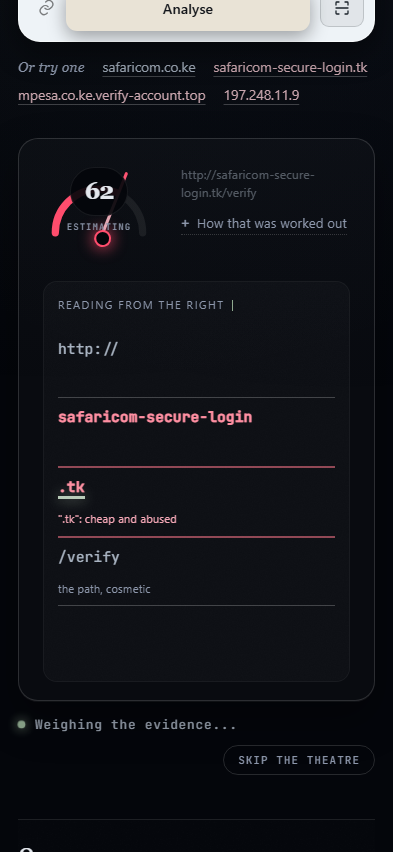 Analyse
Or try one safaricom.co.ke safaricom-secure-login.tk
mpesa.co.ke.verify-account.top 197.248.11.9
62
ESTIMATING
http://safaricom-secure-
login.tk/verify
+ How that was worked out
READING FROM THE RIGHT
http://
safaricom-secure-login
.tk
".tk": cheap and abused
/verify
the path, cosmetic
Weighing the evidence...
SKIP THE THEATRE